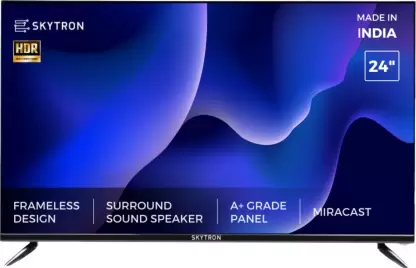 SKYTRON
MADE IN
INDIA
HDR
24"
FRAMELESS
DESIGN
SURROUND
SOUND SPEAKER
A+ GRADE
PANEL
MIRACAST
SKYTRON